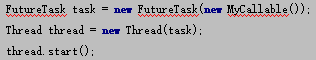 FutureTask task = new FutureTask(new MyCallable());
Thread thread = new Thread(task);
thread.start();